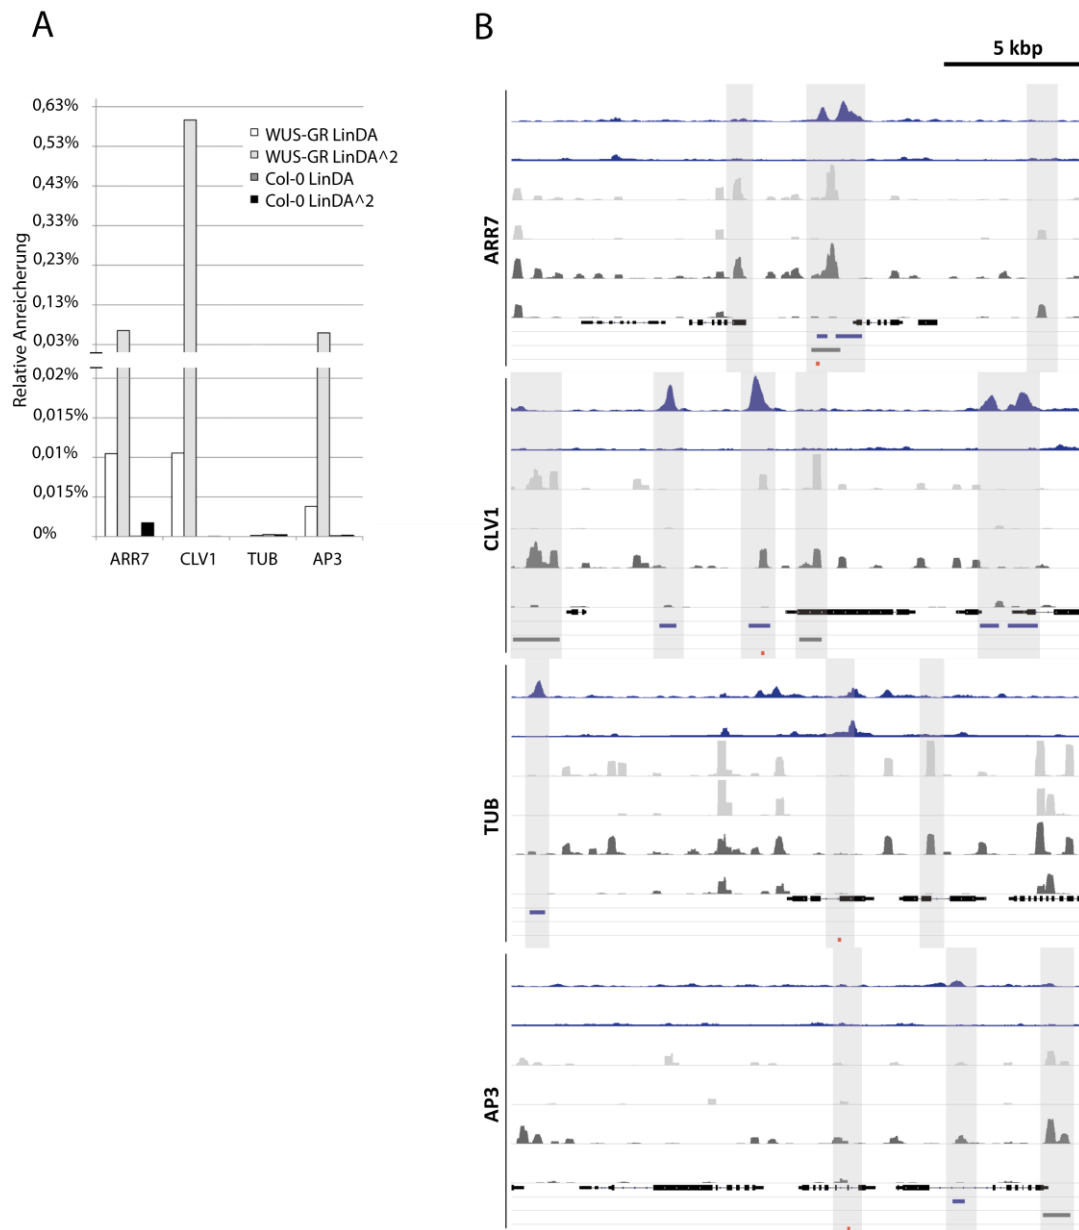 A
B
5 kbp
0,63%
0,53%
0,43%
0,33%
0,23%
0,13%
0,03%
0,02%
0,015%
0,01%
0,015%
0%
Relative Anreicherung
WUS-GR LinDA
WUS-GR LinDA^2
Col-0 LinDA
Col-0 LinDA^2
ARR7 CLV1 TUB AP3
ARR7
CLV1
TUB
AP3